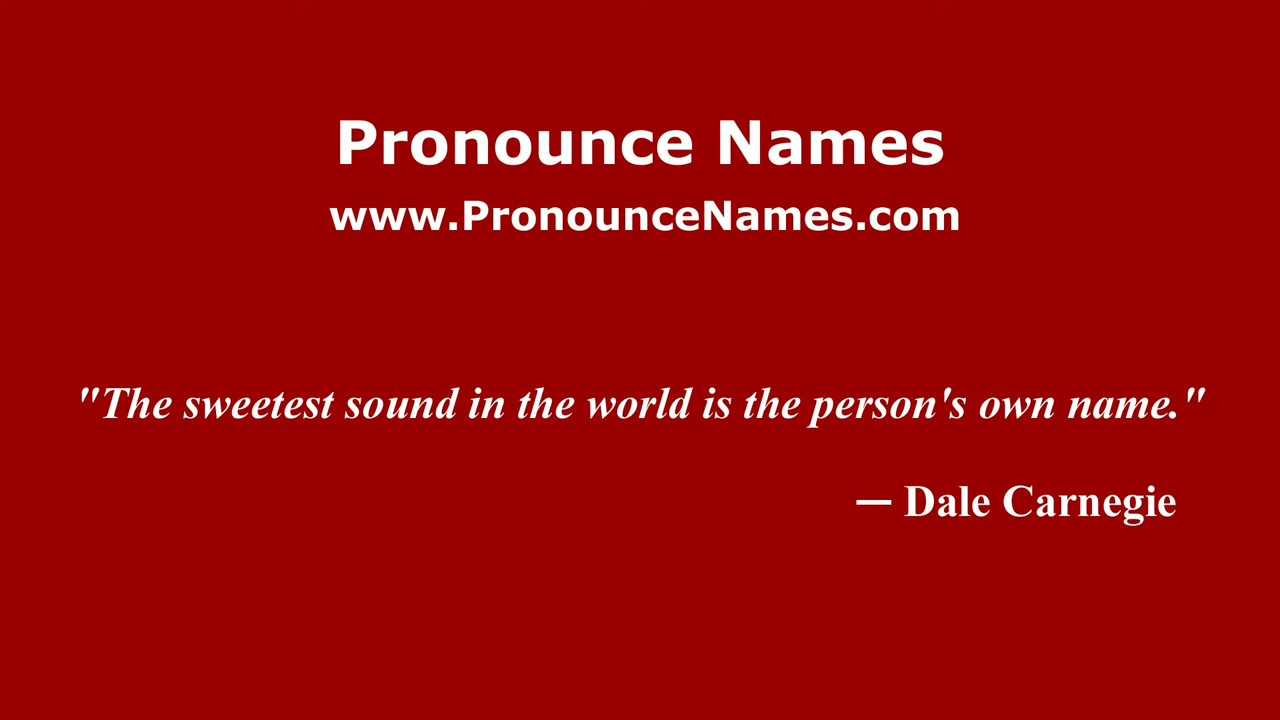 Pronounce Names
www.PronounceNames.com
"The sweetest sound in the world is the person's own name."
— Dale Carnegie